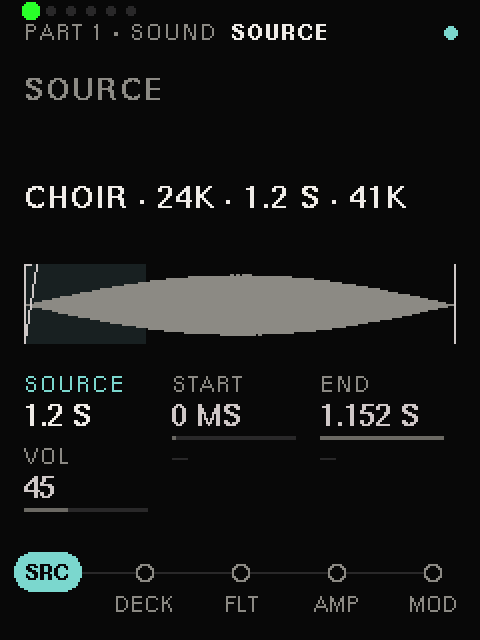 PART 1 · SOUND SOURCE
SOURCE
CHOIR · 24K · 1.2 S · 41K
SOURCE START END
1.2 S 0 MS 1.152 S
VOL — —
45
SRC
DECK FLT AMP MOD